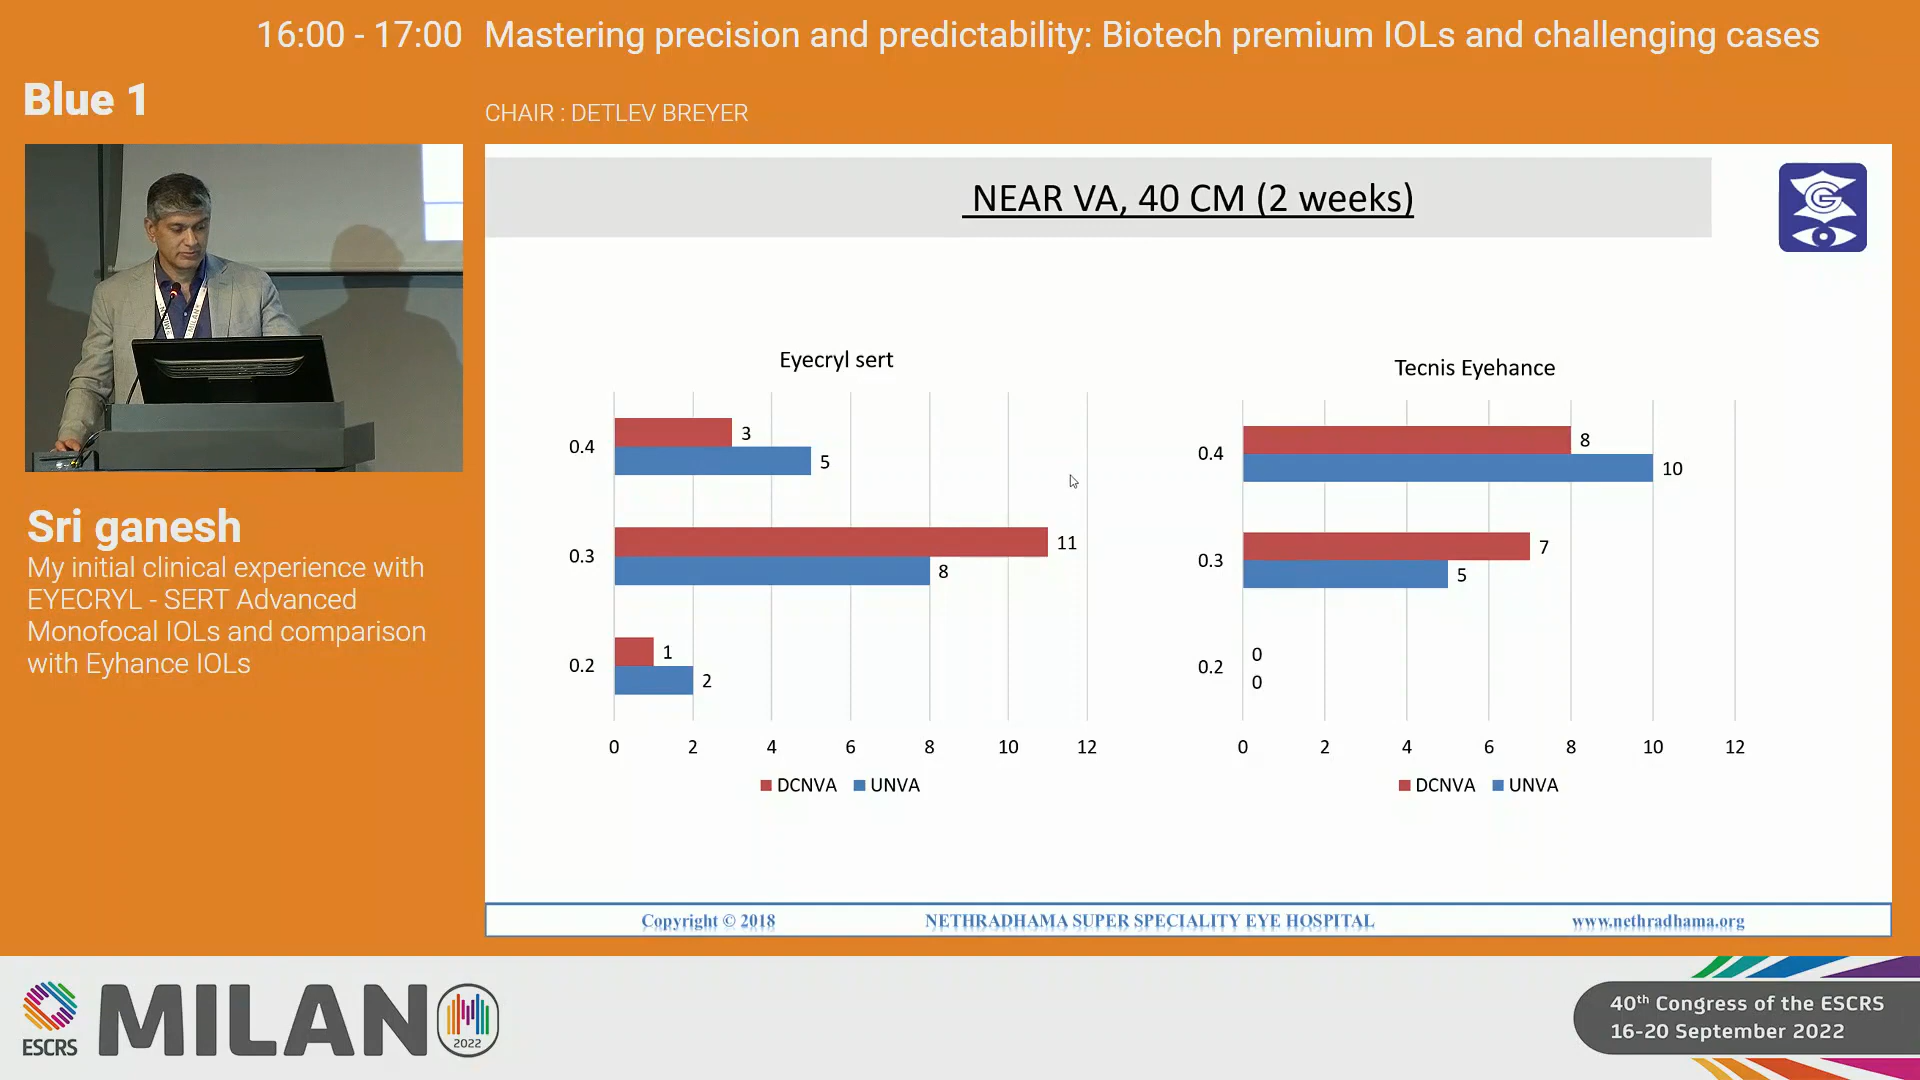 16:00 - 17:00 Mastering precision and predictability: Biotech premium IOLs and challenging cases
Blue 1
CHAIR : DETLEV BREYER
NEAR VA, 40 CM (2 weeks)
Eyecryl sert
0.4
3
5
0.3
11
8
0.2
1
2
0 2 4 6 8 10 12
DCNVA UNVA
Tecnis Eyehance
0.4
8
10
0.3
7
5
0.2
0
0
0 2 4 6 8 10 12
DCNVA UNVA
Copyright © 2018 NETHRADHAMA SUPER SPECIALITY EYE HOSPITAL www.nethradhama.org
Sri ganesh
My initial clinical experience with
EYECRYL - SERT Advanced
Monofocal IOLs and comparison
with Eyhance IOLs
ESCRS
MILANO
2022
40th Congress of the ESCRS
16-20 September 2022